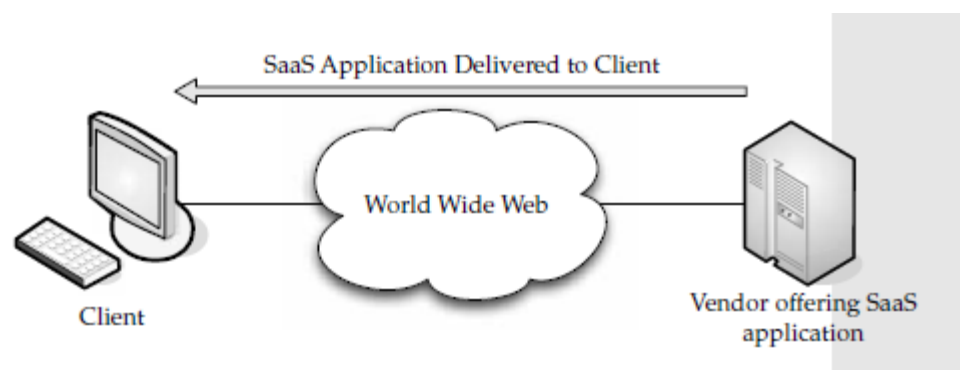 SaaS Application Delivered to Client
World Wide Web
Client
Vendor offering SaaS
application